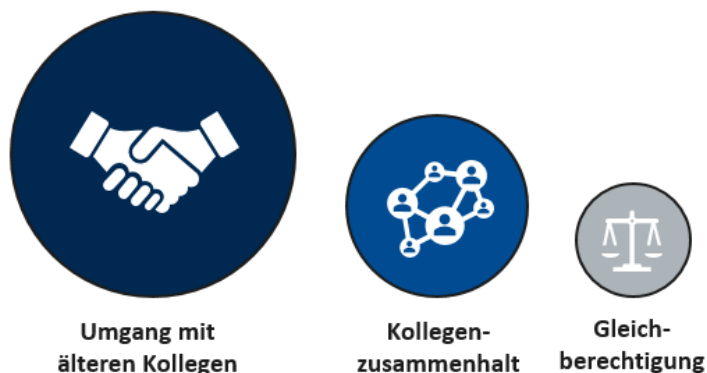 Umgang mit
älteren Kollegen
Kollegen-
zusammenhalt
Gleich-
berechtigung